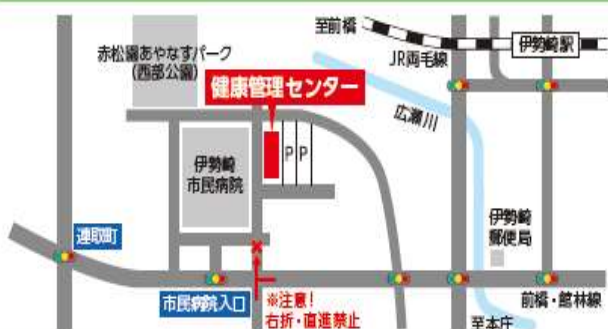 至前橋
伊勢崎駅
JR両毛線
赤松園あやなすパーク
(西部公園)
健康管理センター
広瀬川
P P
伊勢崎
市民病院
伊勢崎
郵便局
連取町
市民病院入口
※注意!
右折・直進禁止
前橋・館林線
至本庄